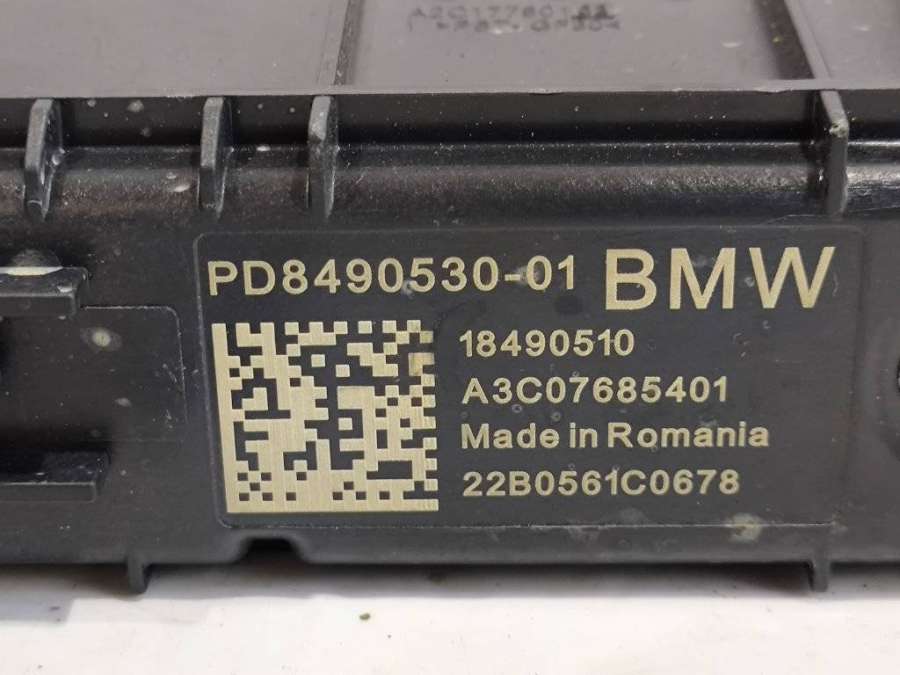 PD8490530-01 BMW
18490510
A3C07685401
Made in Romania
22B0561C0678